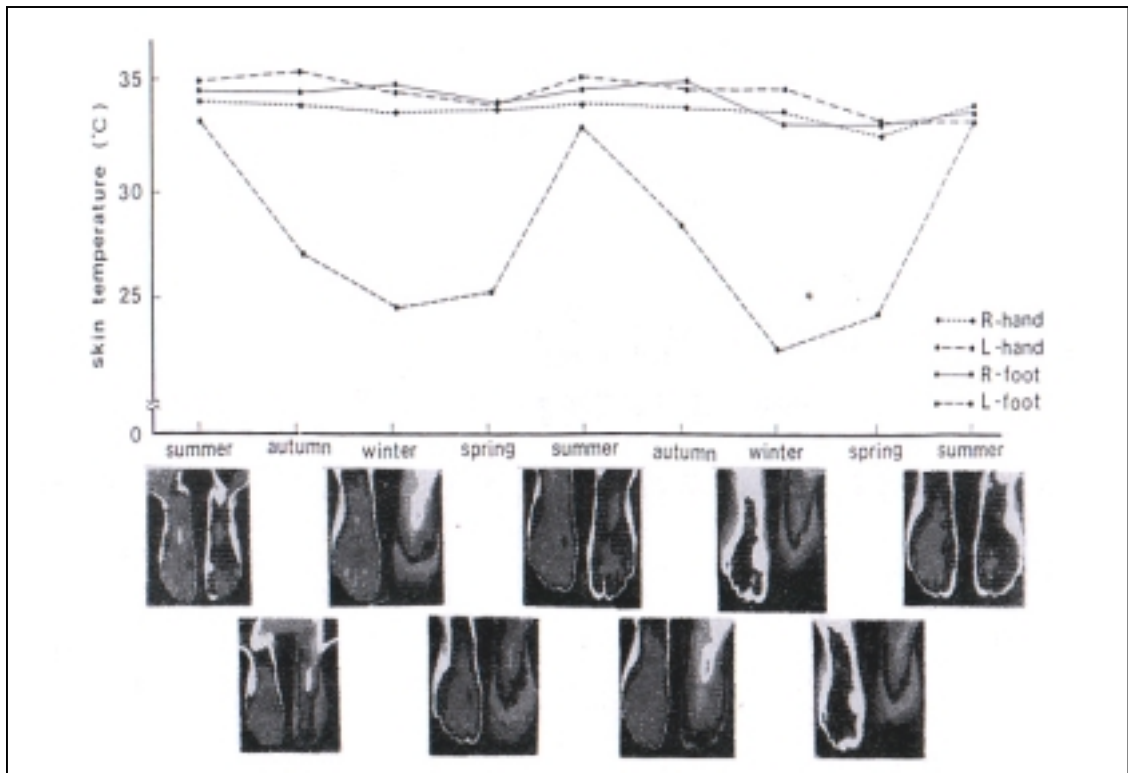 skin temperature (°C)
35
30
25
0
R-hand
L-hand
R-foot
L-foot
summer autumn winter spring summer autumn winter spring summer